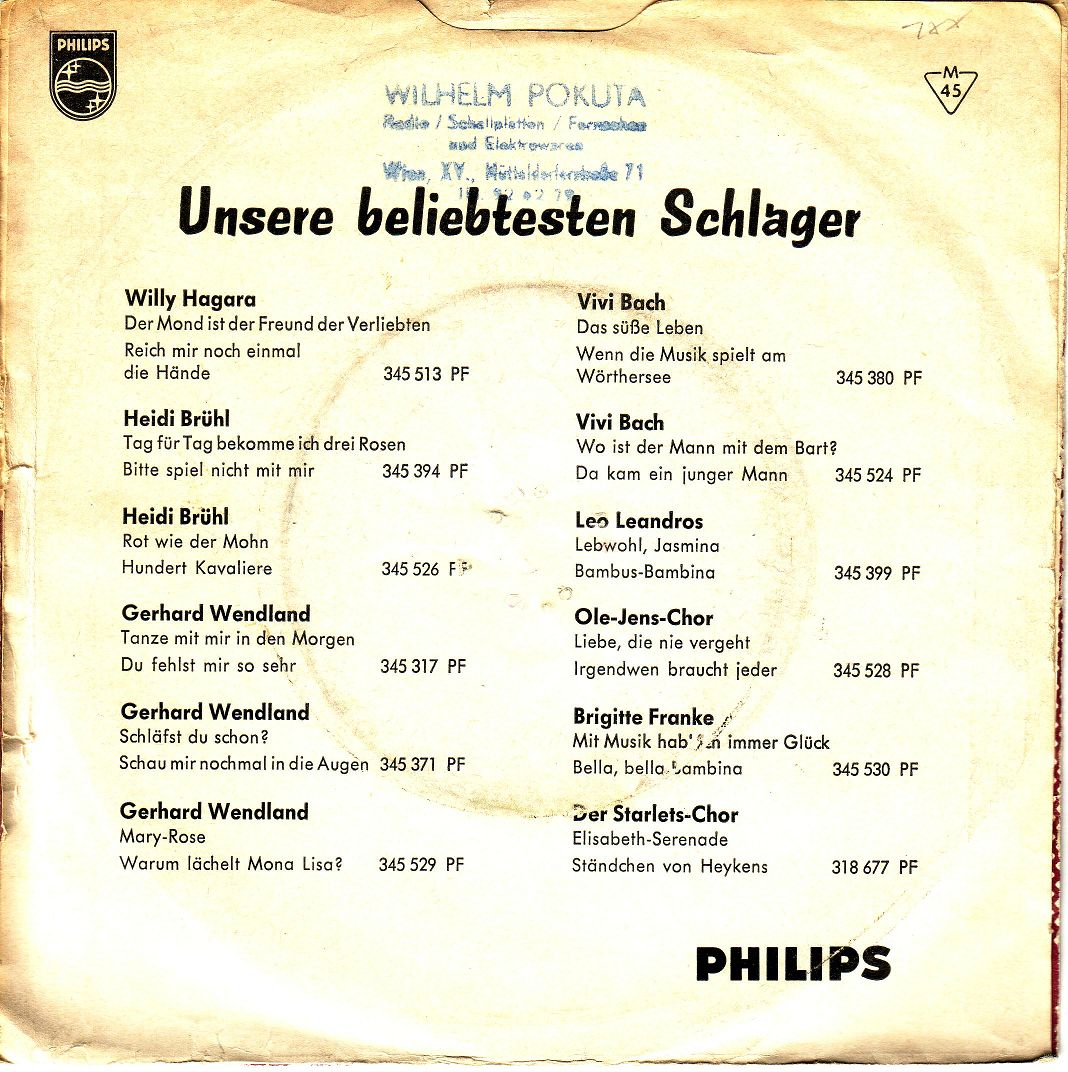 PHILIPS
M
45
WILHELM POKUTA
Radio / Schallplatten / Fernsehen
und Elektrowaren
Wien, XV., Hütteldorferstraße 71
Unsere beliebtesten Schlager
Willy Hagara
Der Mond ist der Freund der Verliebten
Reich mir noch einmal
die Hände 345 513 PF
Heidi Brühl
Tag für Tag bekomme ich drei Rosen
Bitte spiel nicht mit mir 345 394 PF
Heidi Brühl
Rot wie der Mohn
Hundert Kavaliere 345 526 PF
Gerhard Wendland
Tanze mit mir in den Morgen
Du fehlst mir so sehr 345 317 PF
Gerhard Wendland
Schläfst du schon?
Schau mir nochmal in die Augen 345 371 PF
Gerhard Wendland
Mary-Rose
Warum lächelt Mona Lisa? 345 529 PF
Vivi Bach
Das süße Leben
Wenn die Musik spielt am
Wörthersee 345 380 PF
Vivi Bach
Wo ist der Mann mit dem Bart?
Da kam ein junger Mann 345 524 PF
Leo Leandros
Lebwohl, Jasmina
Bambus-Bambina 345 399 PF
Ole-Jens-Chor
Liebe, die nie vergeht
Irgendwen braucht jeder 345 528 PF
Brigitte Franke
Mit Musik hab' ich immer Glück
Bella, bella bambina 345 530 PF
Der Starlets-Chor
Elisabeth-Serenade
Ständchen von Heykens 318 677 PF
PHILIPS